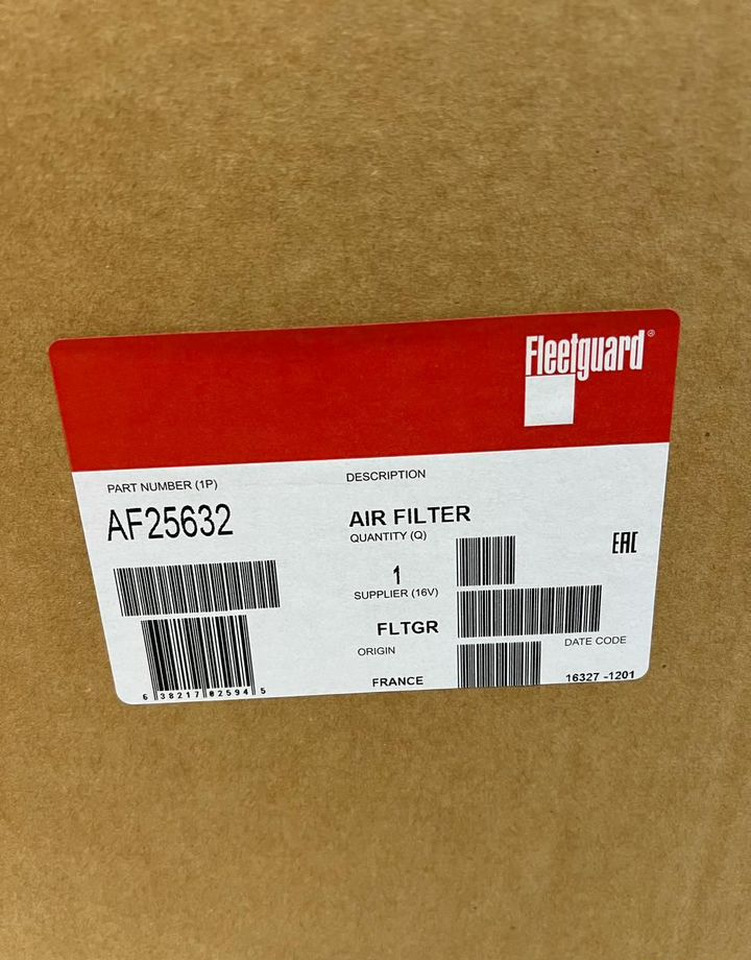 Fleetguard®
PART NUMBER (1P)
DESCRIPTION
AF25632
AIR FILTER
QUANTITY (Q)
EAC
1
SUPPLIER (16V)
FLTGR
DATE CODE
ORIGIN
FRANCE
16327 -1201
6 38217 02594 5